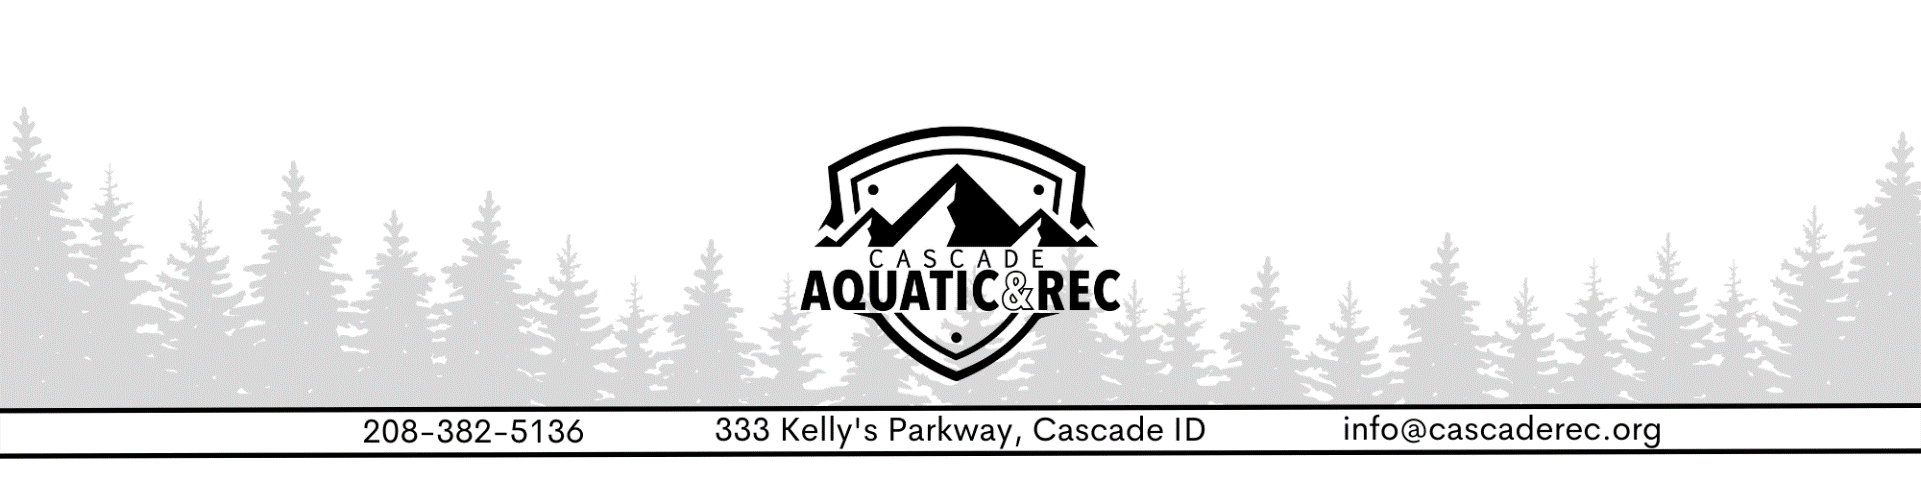 CASCADE
AQUATIC&REC
208-382-5136 333 Kelly's Parkway, Cascade ID info@cascaderec.org